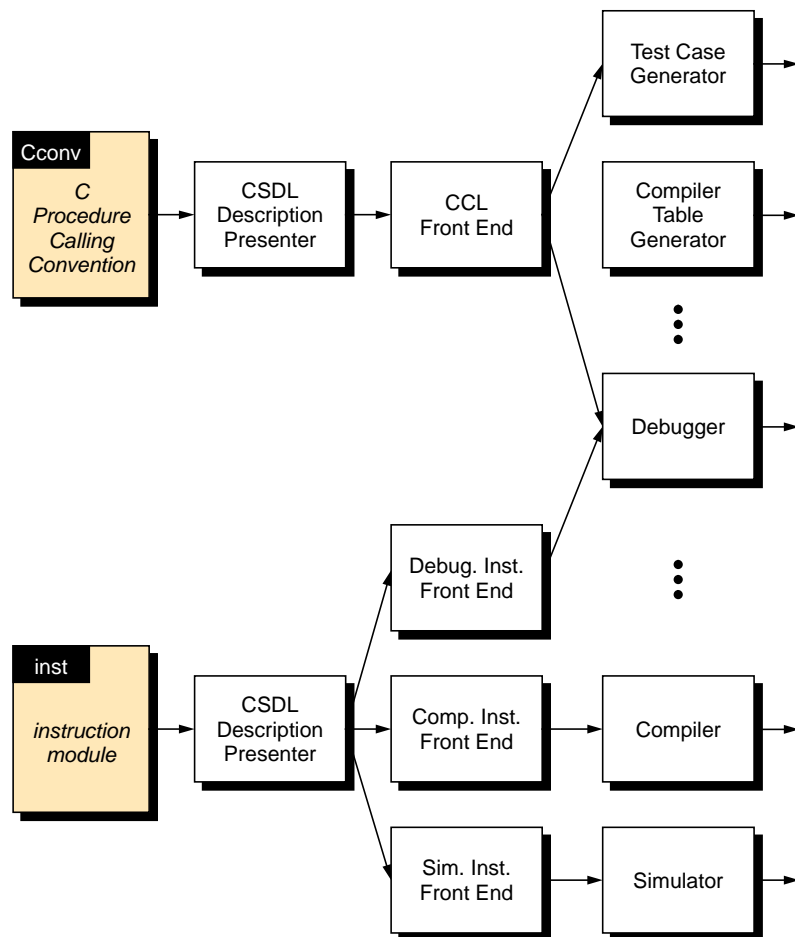 Test Case
Generator
Cconv
C
Procedure
Calling
Convention
CSDL
Description
Presenter
CCL
Front End
Compiler
Table
Generator
Debugger
Debug. Inst.
Front End
inst
instruction
module
CSDL
Description
Presenter
Comp. Inst.
Front End
Compiler
Sim. Inst.
Front End
Simulator